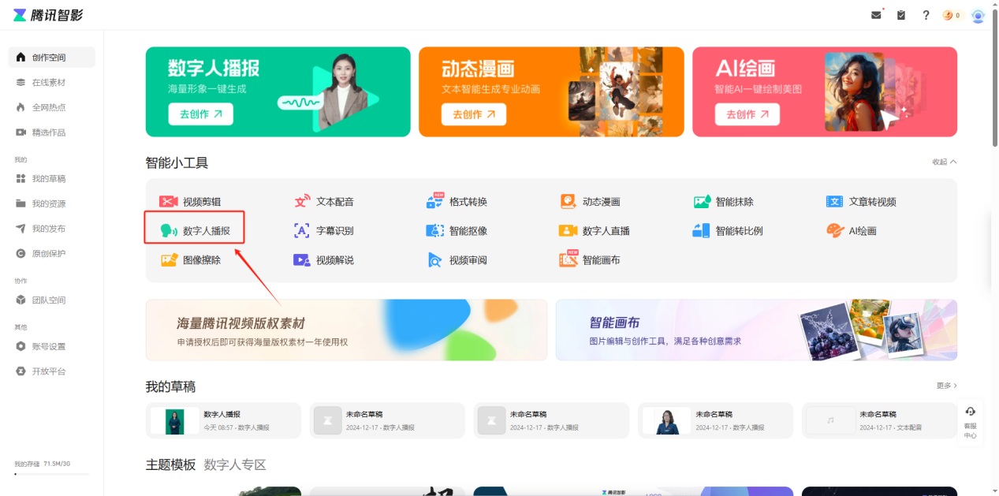 腾讯智影
0
创作空间
在线素材
全网热点
精选作品
我的
我的草稿
我的资源
我的发布
原创保护
协作
团队空间
其他
账号设置
开放平台
我的存储 71.5M/3G
数字人播报
海量形象一键生成
去创作
动态漫画
文本智能生成专业动画
去创作
AI绘画
智能AI一键绘制美图
去创作
智能小工具
收起
视频剪辑
文本配音
NEW
格式转换
动态漫画
智能抹除
文章转视频
数字人播报
字幕识别
智能抠像
数字人直播
智能转比例
AI绘画
图像擦除
视频解说
视频审阅
NEW
智能画布
海量腾讯视频版权素材
申请授权后即可获得海量版权素材一年使用权
智能画布
图片编辑与创作工具，满足各种创意需求
我的草稿
更多
数字人播报
今天 08:57 · 数字人播报
未命名草稿
2024-12-17 · 数字人播报
未命名草稿
2024-12-17 · 数字人播报
未命名草稿
2024-12-17 · 数字人播报
未命名草稿
2024-12-17 · 文本配音
客服
中心
主题模板 数字人专区
腾讯智影